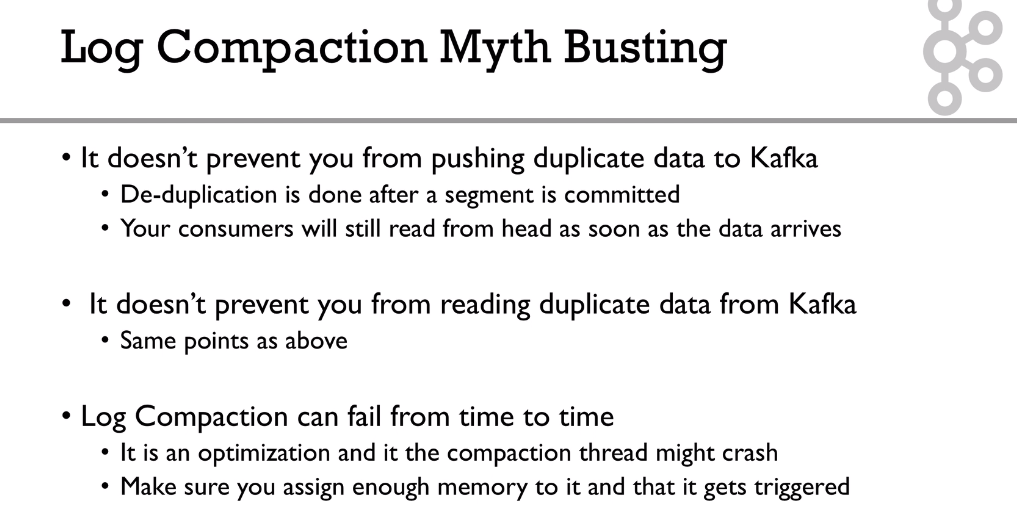 Log Compaction Myth Busting
• It doesn't prevent you from pushing duplicate data to Kafka
• De-duplication is done after a segment is committed
• Your consumers will still read from head as soon as the data arrives
• It doesn't prevent you from reading duplicate data from Kafka
• Same points as above
• Log Compaction can fail from time to time
• It is an optimization and it the compaction thread might crash
• Make sure you assign enough memory to it and that it gets triggered